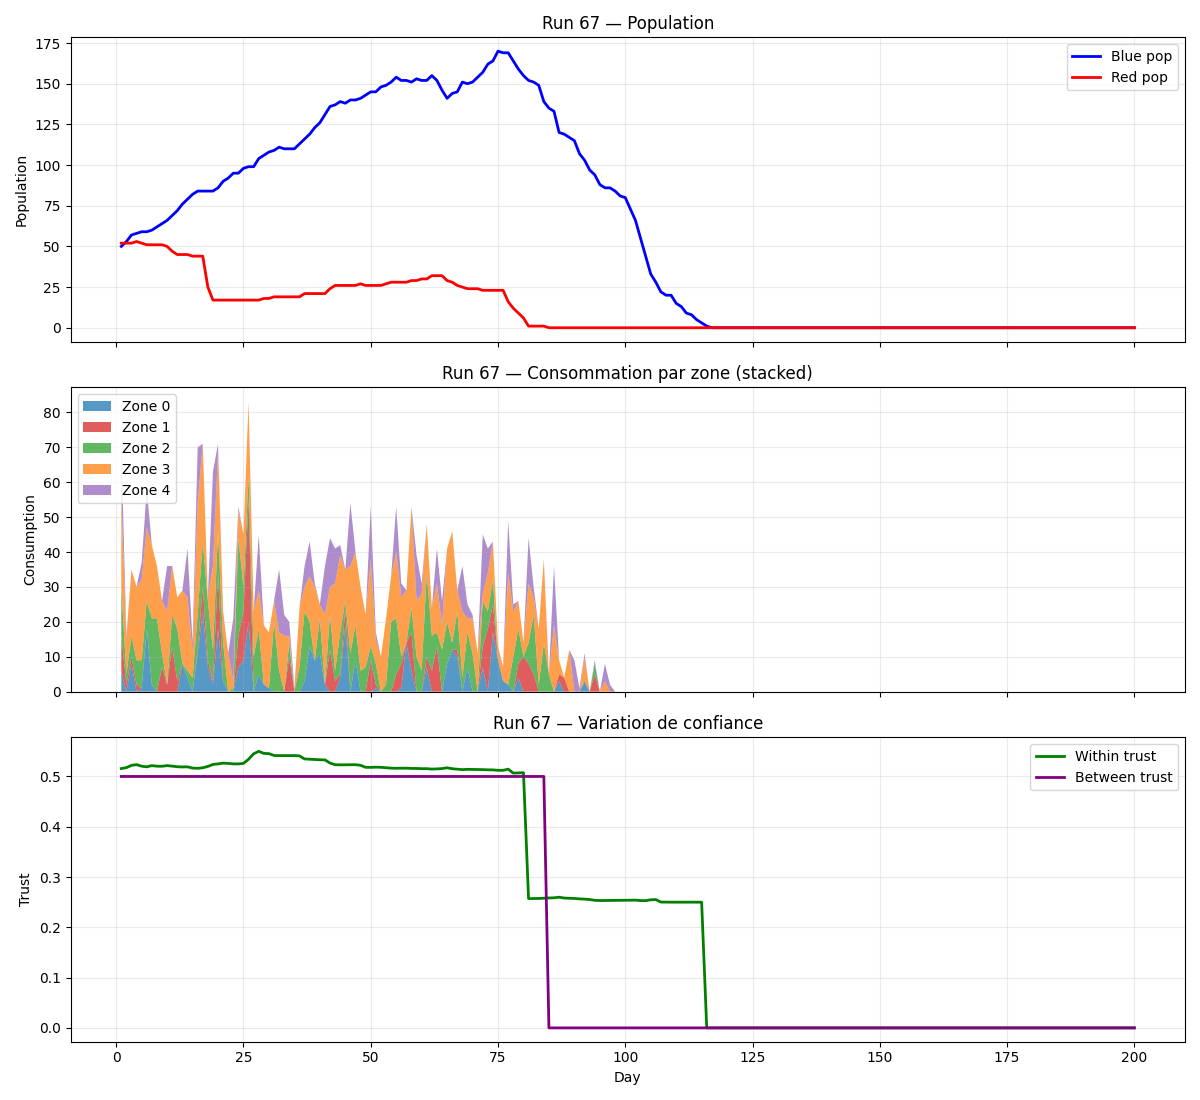 Run 67 — Population
175
150
125
100
75
50
25
0
Population
Blue pop
Red pop
Run 67 — Consommation par zone (stacked)
80
70
60
50
40
30
20
10
0
Consumption
Zone 0
Zone 1
Zone 2
Zone 3
Zone 4
Run 67 — Variation de confiance
0.5
0.4
0.3
0.2
0.1
0.0
Trust
Within trust
Between trust
0 25 50 75 100 125 150 175 200
Day